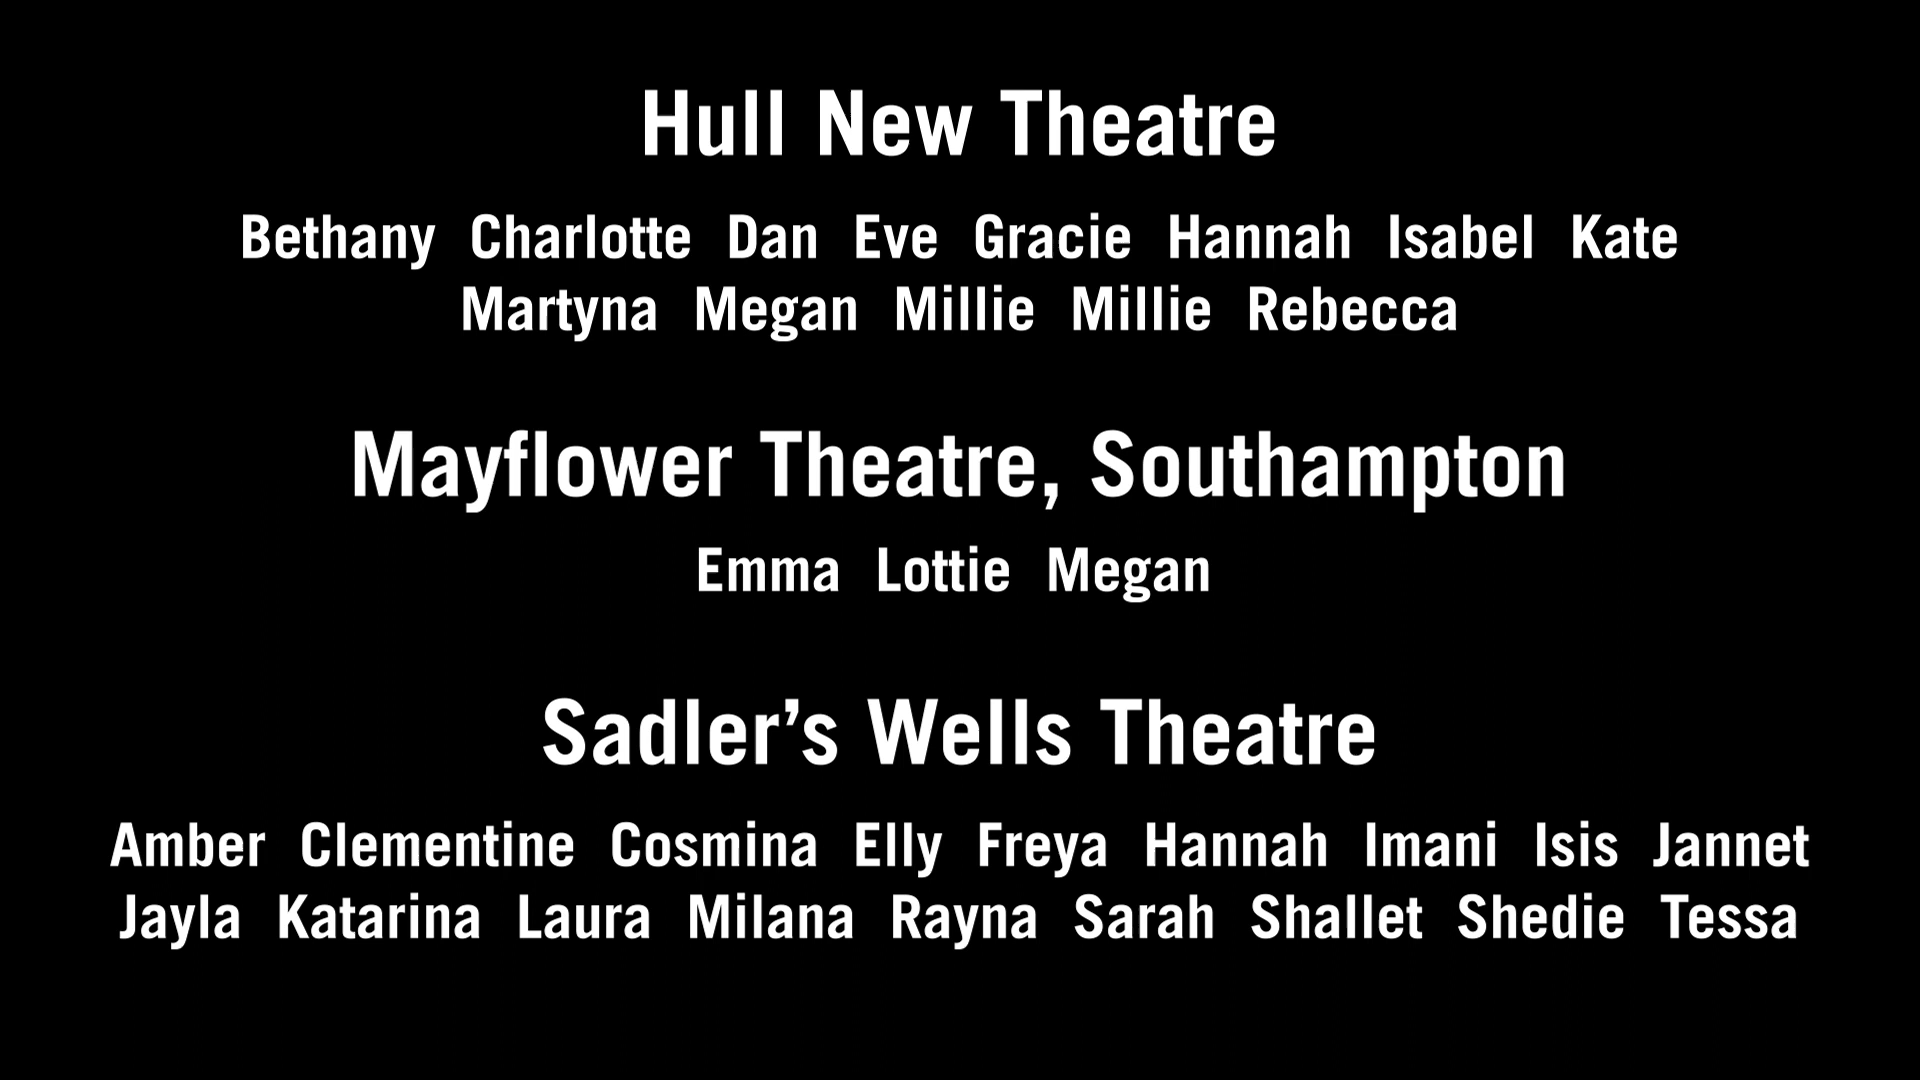 Hull New Theatre
Bethany Charlotte Dan Eve Gracie Hannah Isabel Kate
Martyna Megan Millie Millie Rebecca
Mayflower Theatre, Southampton
Emma Lottie Megan
Sadler’s Wells Theatre
Amber Clementine Cosmina Elly Freya Hannah Imani Isis Jannet
Jayla Katarina Laura Milana Rayna Sarah Shallet Shedie Tessa